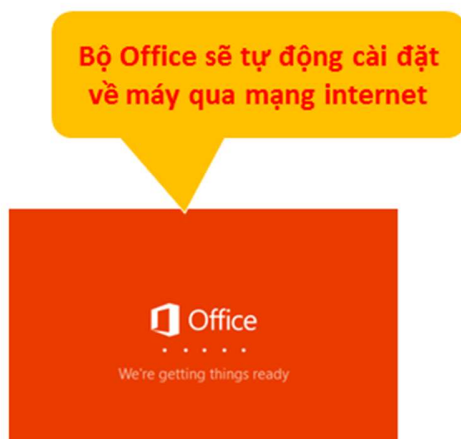 Bộ Office sẽ tự động cài đặt
về máy qua mạng internet
Office
We're getting things ready